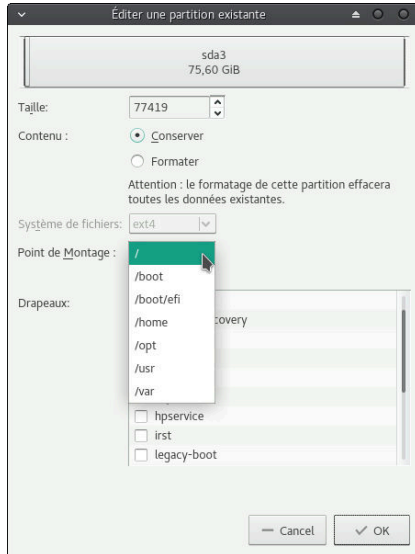 Éditer une partition existante
sda3
75,60 GiB
Taille: 77419
Contenu : Conserver
Formater
Attention : le formatage de cette partition effacera
toutes les données existantes.
Système de fichiers: ext4
Point de Montage : /
/boot
/boot/efi
Drapeaux:
/home
/opt
/usr
/var
hpservice
irst
legacy-boot
Cancel OK